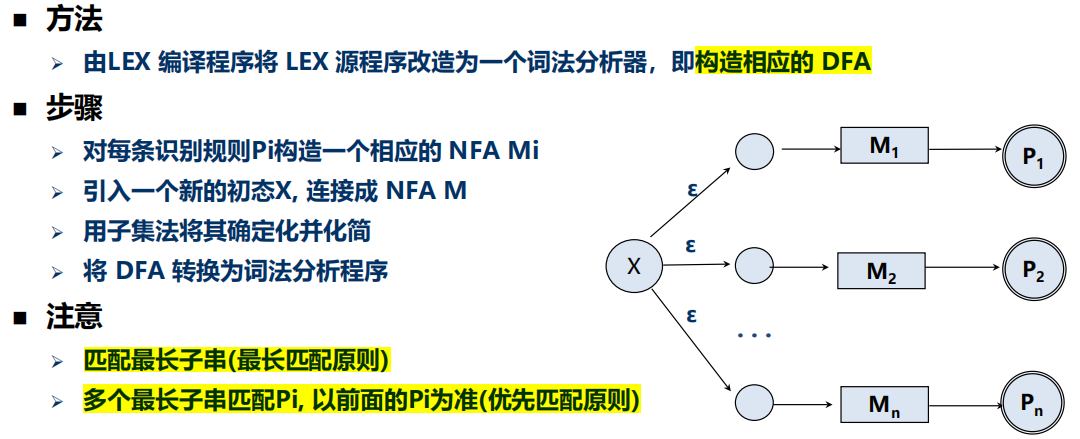 方法
由LEX 编译程序将 LEX 源程序改造为一个词法分析器，即构造相应的 DFA
步骤
对每条识别规则Pi构造一个相应的 NFA Mi
引入一个新的初态X, 连接成 NFA M
用子集法将其确定化并化简
将 DFA 转换为词法分析程序
注意
匹配最长子串(最长匹配原则)
多个最长子串匹配Pi, 以前面的Pi为准(优先匹配原则)
M1
P1
ε
X
ε
M2
P2
ε
...
Mn
Pn